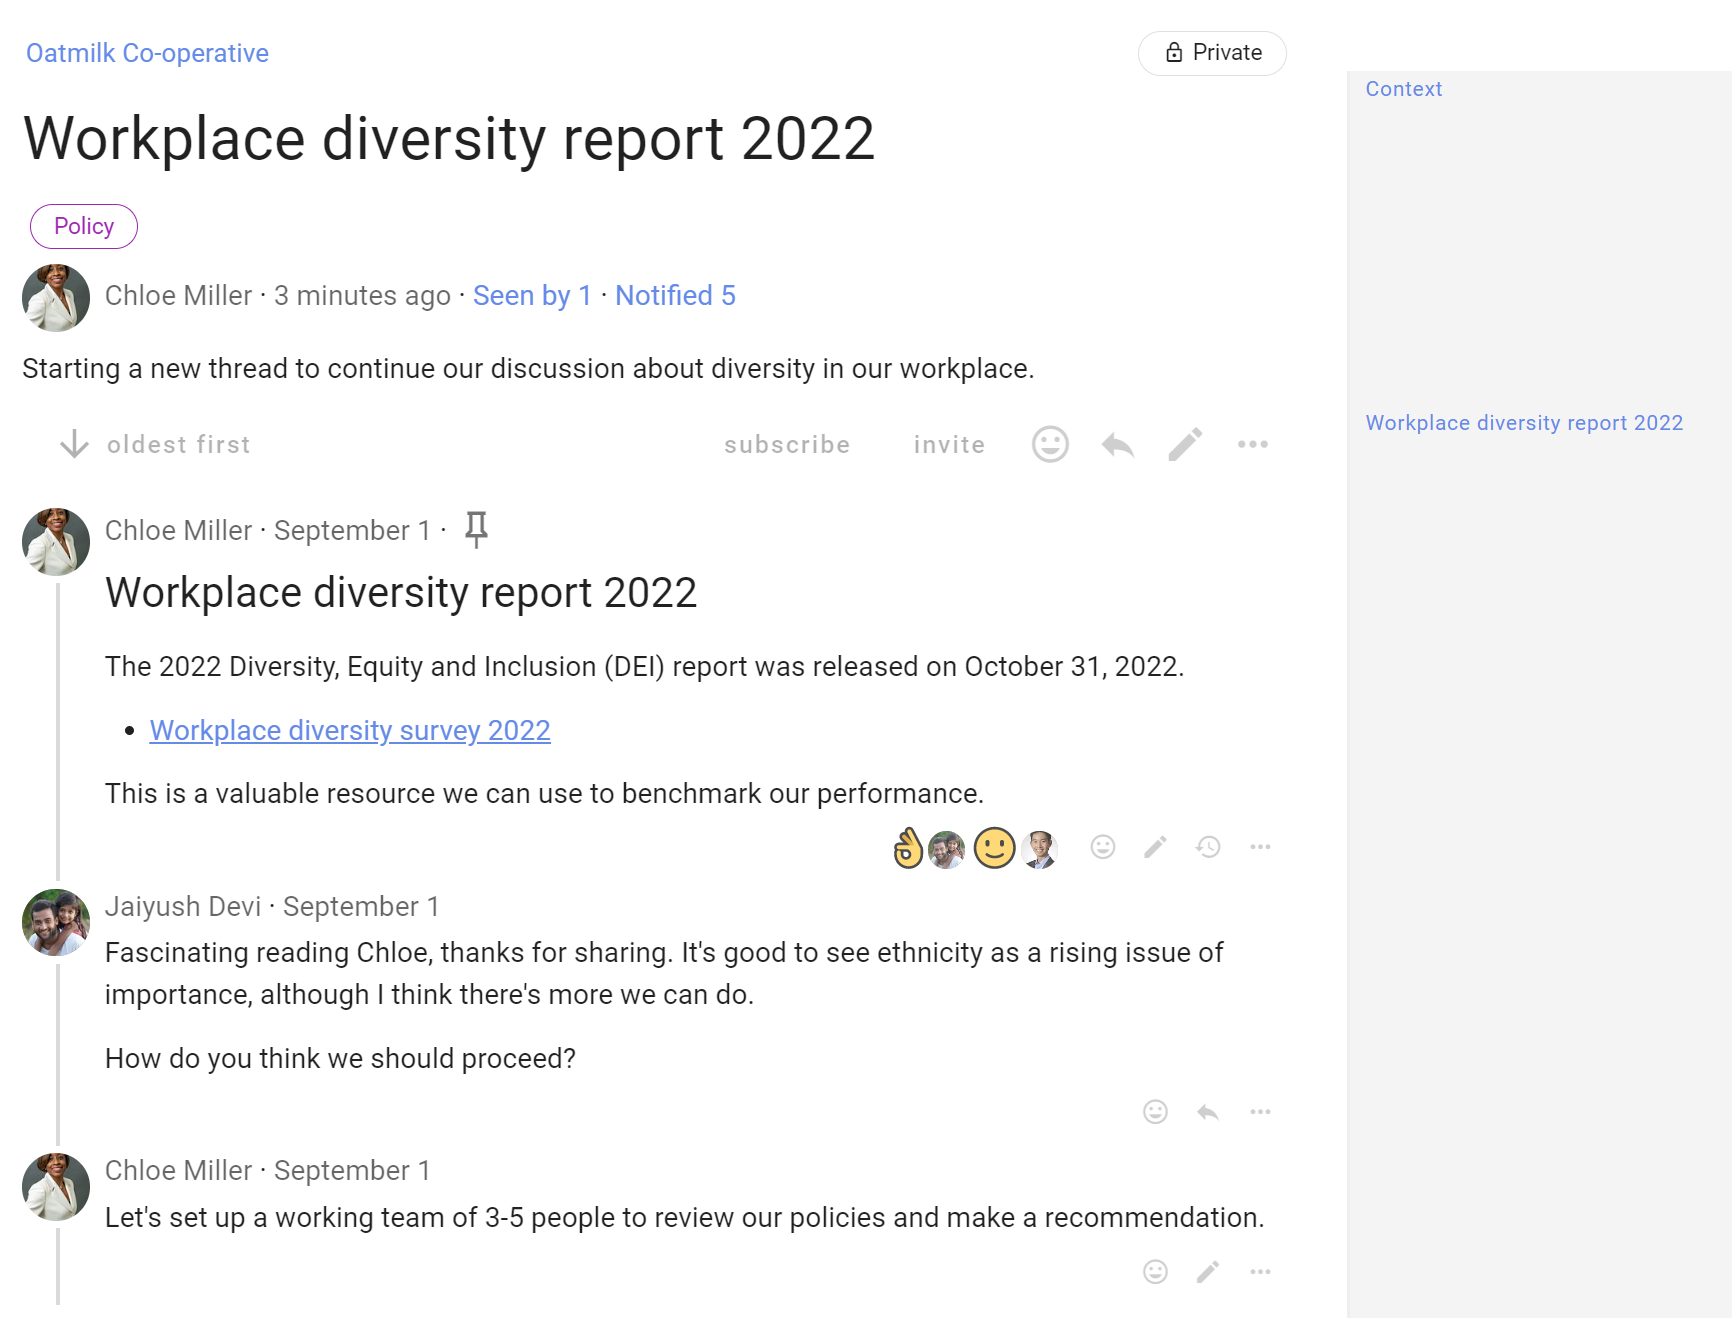 Oatmilk Co-operative
Private
Context
Workplace diversity report 2022
Policy
Chloe Miller · 3 minutes ago · Seen by 1 · Notified 5
Starting a new thread to continue our discussion about diversity in our workplace.
Workplace diversity report 2022
oldest first
subscribe
invite
Chloe Miller · September 1 ·
Workplace diversity report 2022
The 2022 Diversity, Equity and Inclusion (DEI) report was released on October 31, 2022.
• Workplace diversity survey 2022
This is a valuable resource we can use to benchmark our performance.
Jaiyush Devi · September 1
Fascinating reading Chloe, thanks for sharing. It's good to see ethnicity as a rising issue of
importance, although I think there's more we can do.
How do you think we should proceed?
Chloe Miller · September 1
Let's set up a working team of 3-5 people to review our policies and make a recommendation.